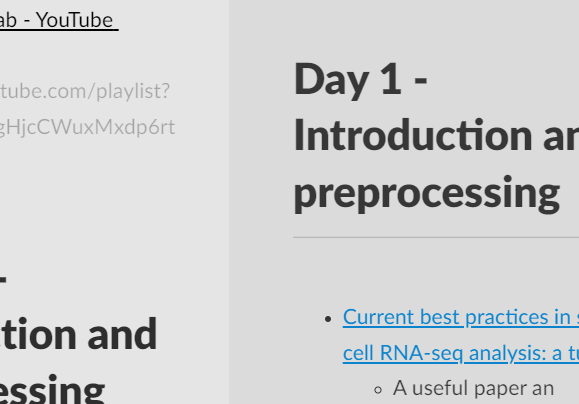 ab - YouTube
tube.com/playlist?
gHjcCWuxMxdp6rt
-
tion and
essing
Day 1 -
Introduction an
preprocessing
Current best practices in s
cell RNA-seq analysis: a tu
A useful paper an